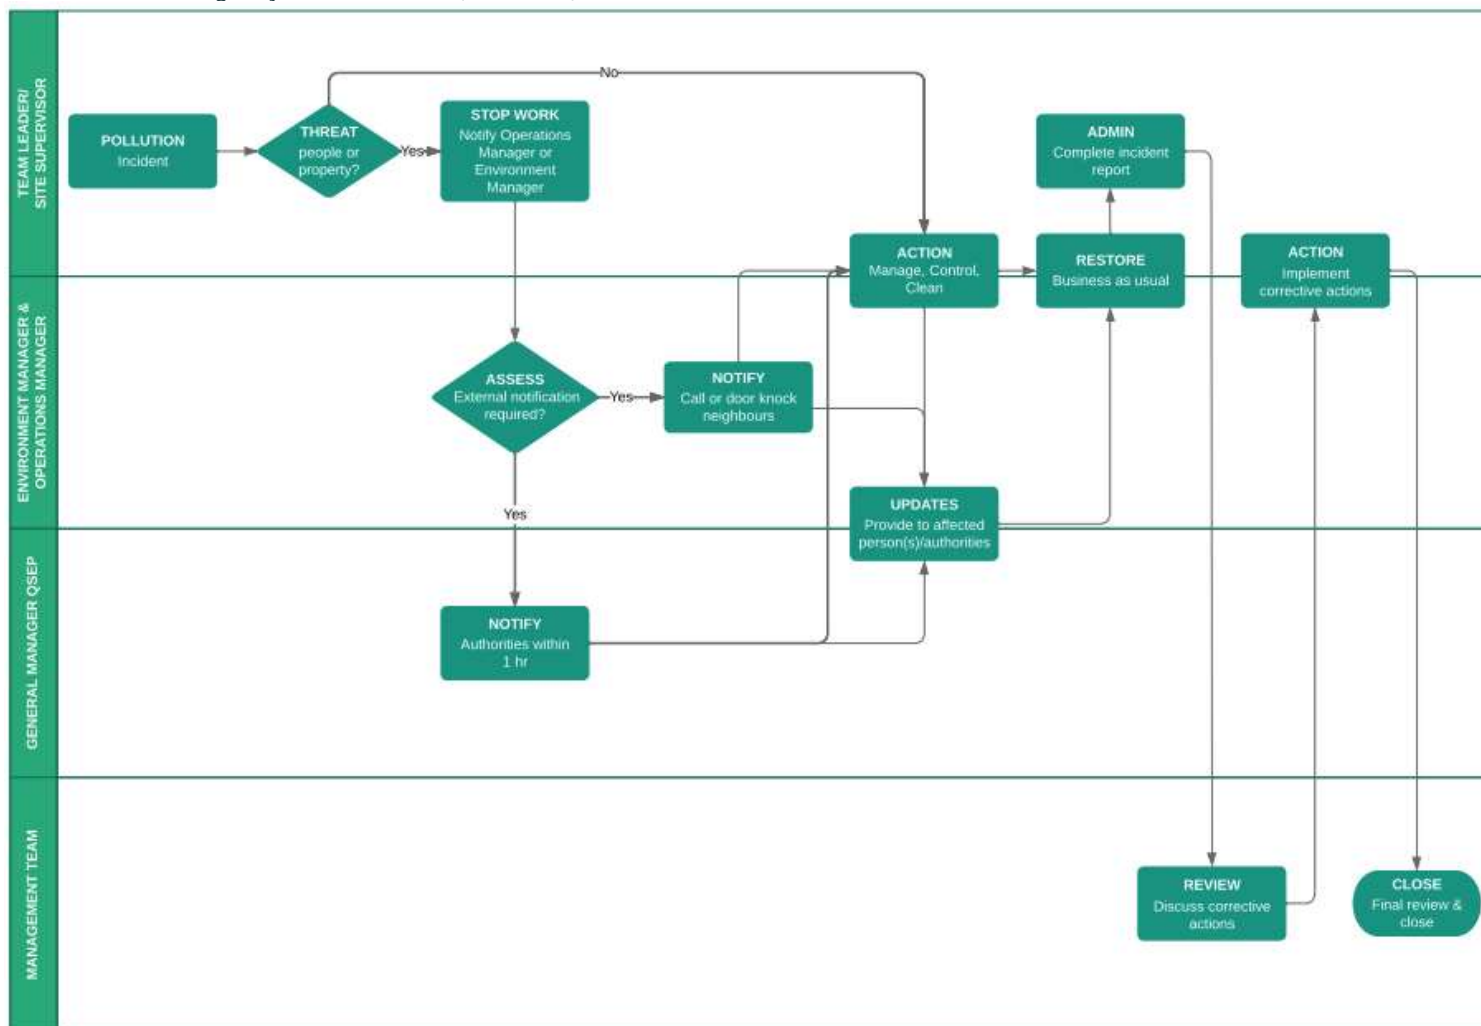 TEAM LEADER/
SITE SUPERVISOR
POLLUTION
Incident
THREAT
people or
property?
No
Yes
STOP WORK
Notify Operations
Manager or
Environment
Manager
ADMIN
Complete incident
report
ACTION
Manage, Control,
Clean
RESTORE
Business as usual
ACTION
Implement
corrective actions
ENVIRONMENT MANAGER &
OPERATIONS MANAGER
ASSESS
External notification
required?
Yes
NOTIFY
Call or door knock
neighbours
Yes
UPDATES
Provide to affected
person(s)/authorities
GENERAL MANAGER QSEP
NOTIFY
Authorities within
1 hr
MANAGEMENT TEAM
REVIEW
Discuss corrective
actions
CLOSE
Final review &
close